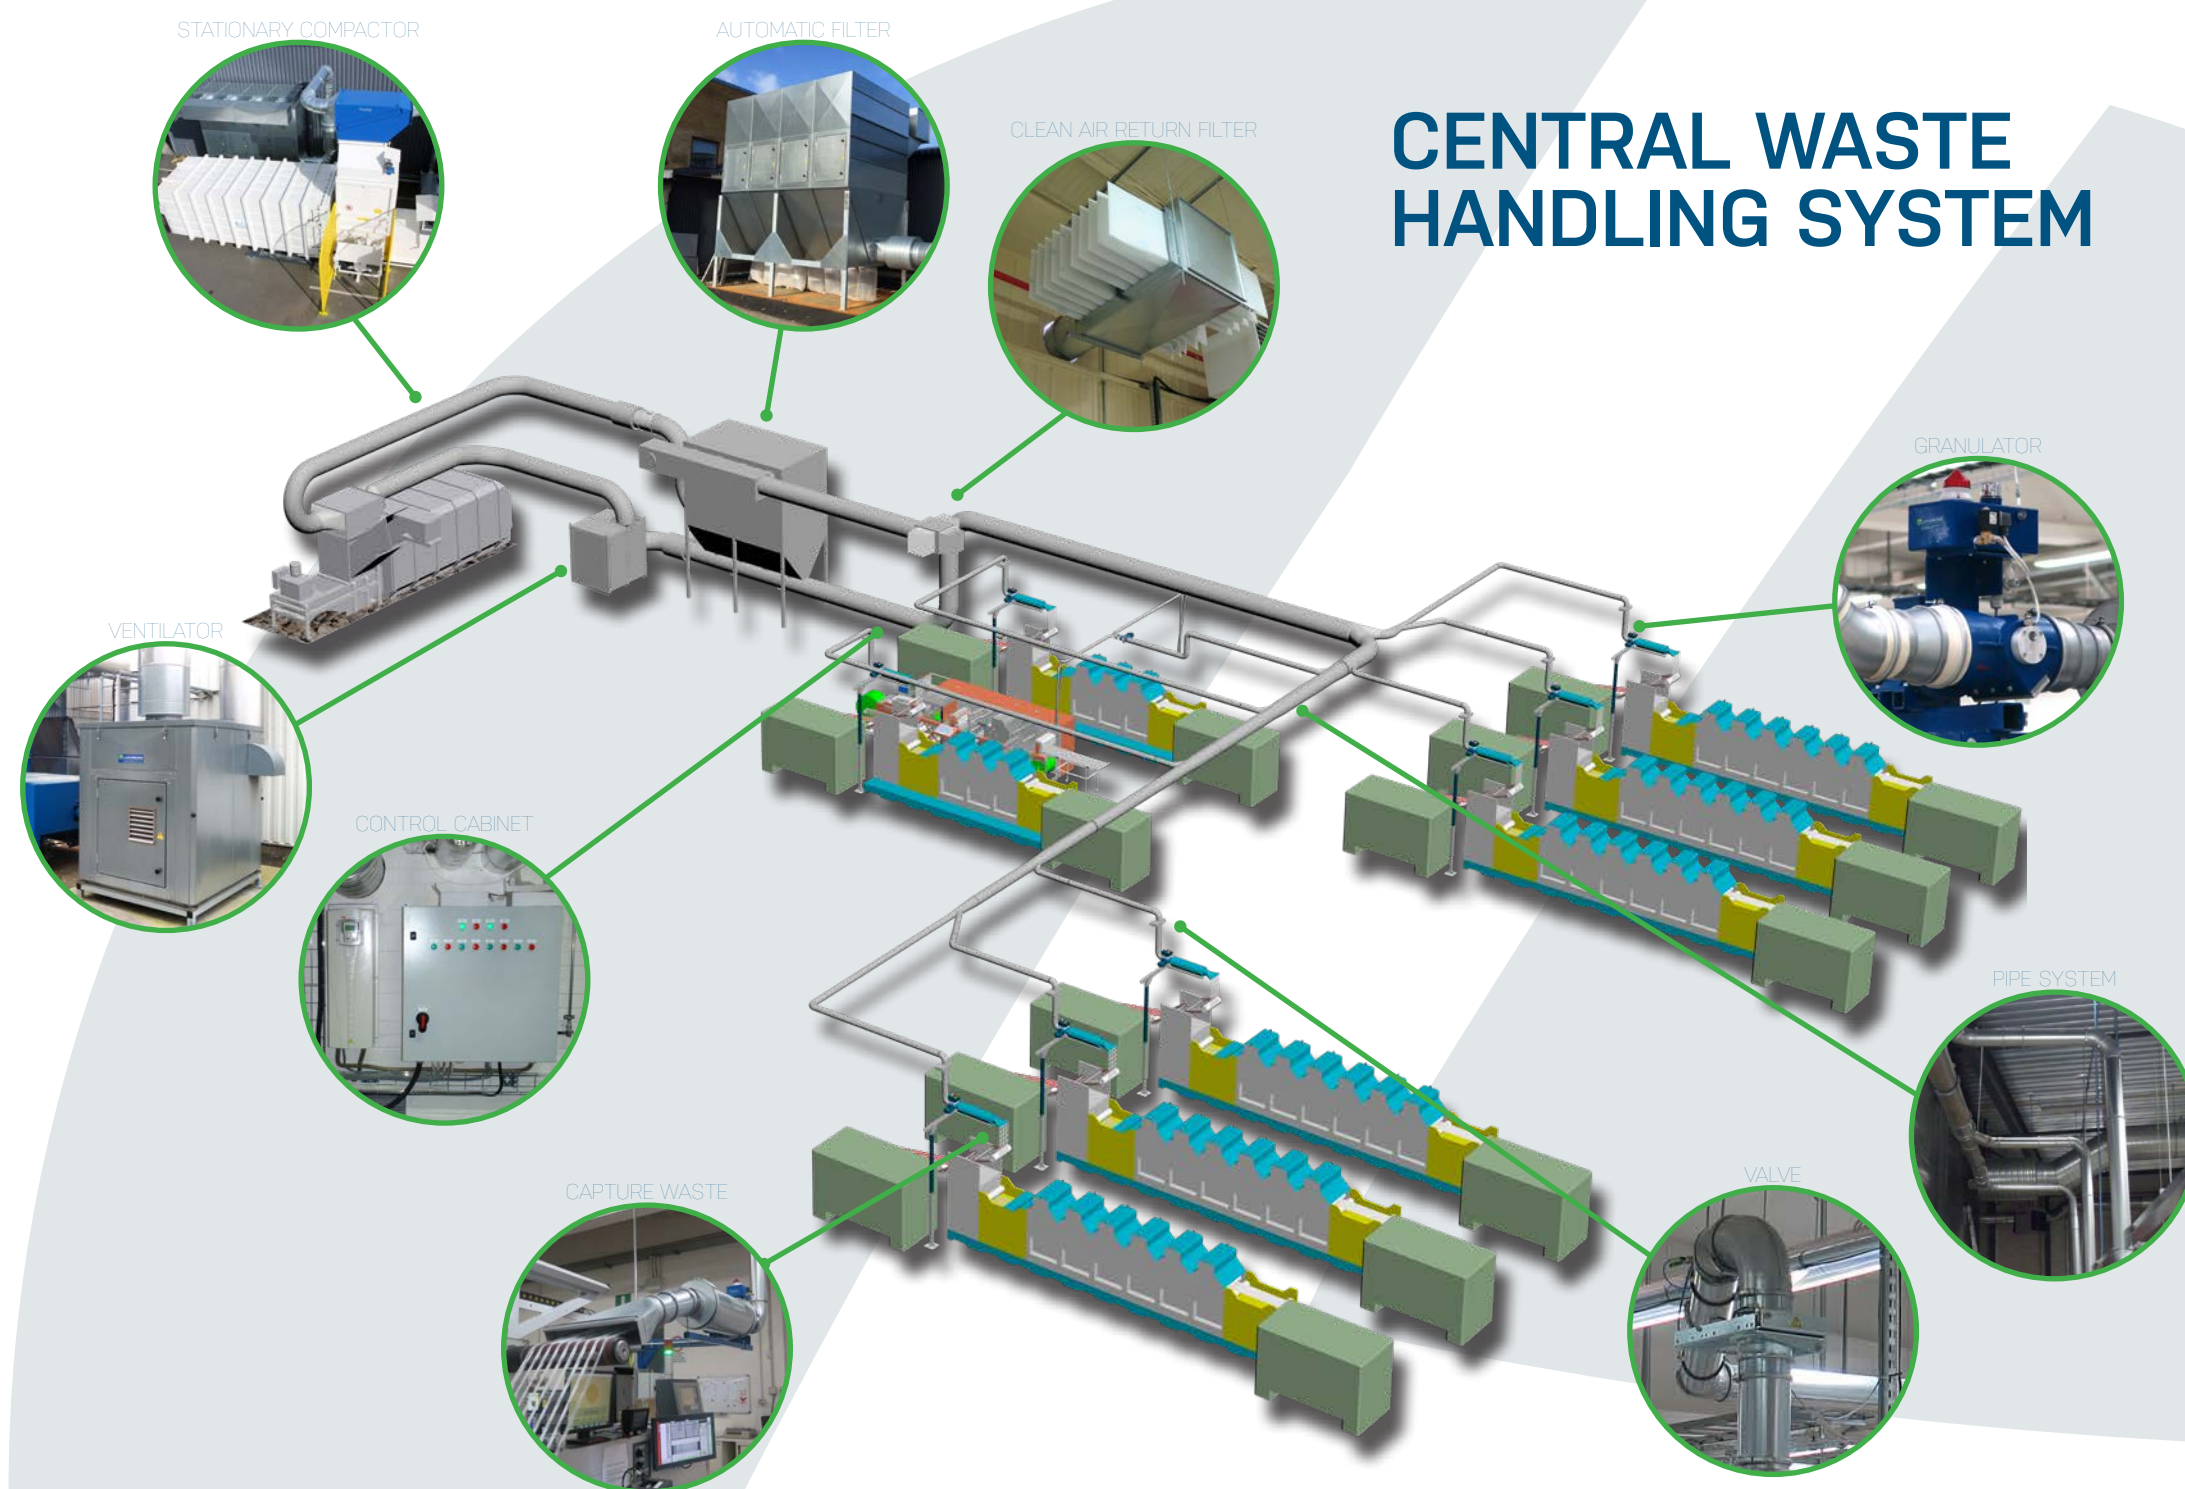 STATIONARY COMPACTOR
AUTOMATIC FILTER
CLEAN AIR RETURN FILTER
CENTRAL WASTE
HANDLING SYSTEM
GRANULATOR
VENTILATOR
CONTROL CABINET
PIPE SYSTEM
CAPTURE WASTE
VALVE